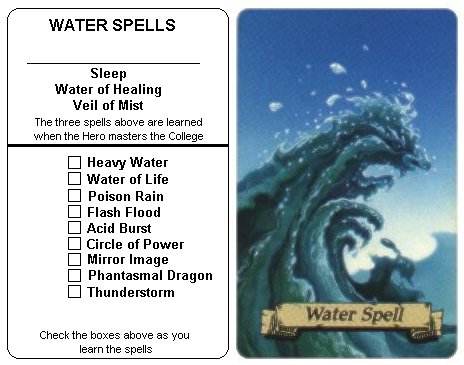 WATER SPELLS
Sleep
Water of Healing
Veil of Mist
The three spells above are learned
when the Hero masters the College
Heavy Water
Water of Life
Poison Rain
Flash Flood
Acid Burst
Circle of Power
Mirror Image
Phantasmal Dragon
Thunderstorm
Check the boxes above as you
learn the spells
Water Spell